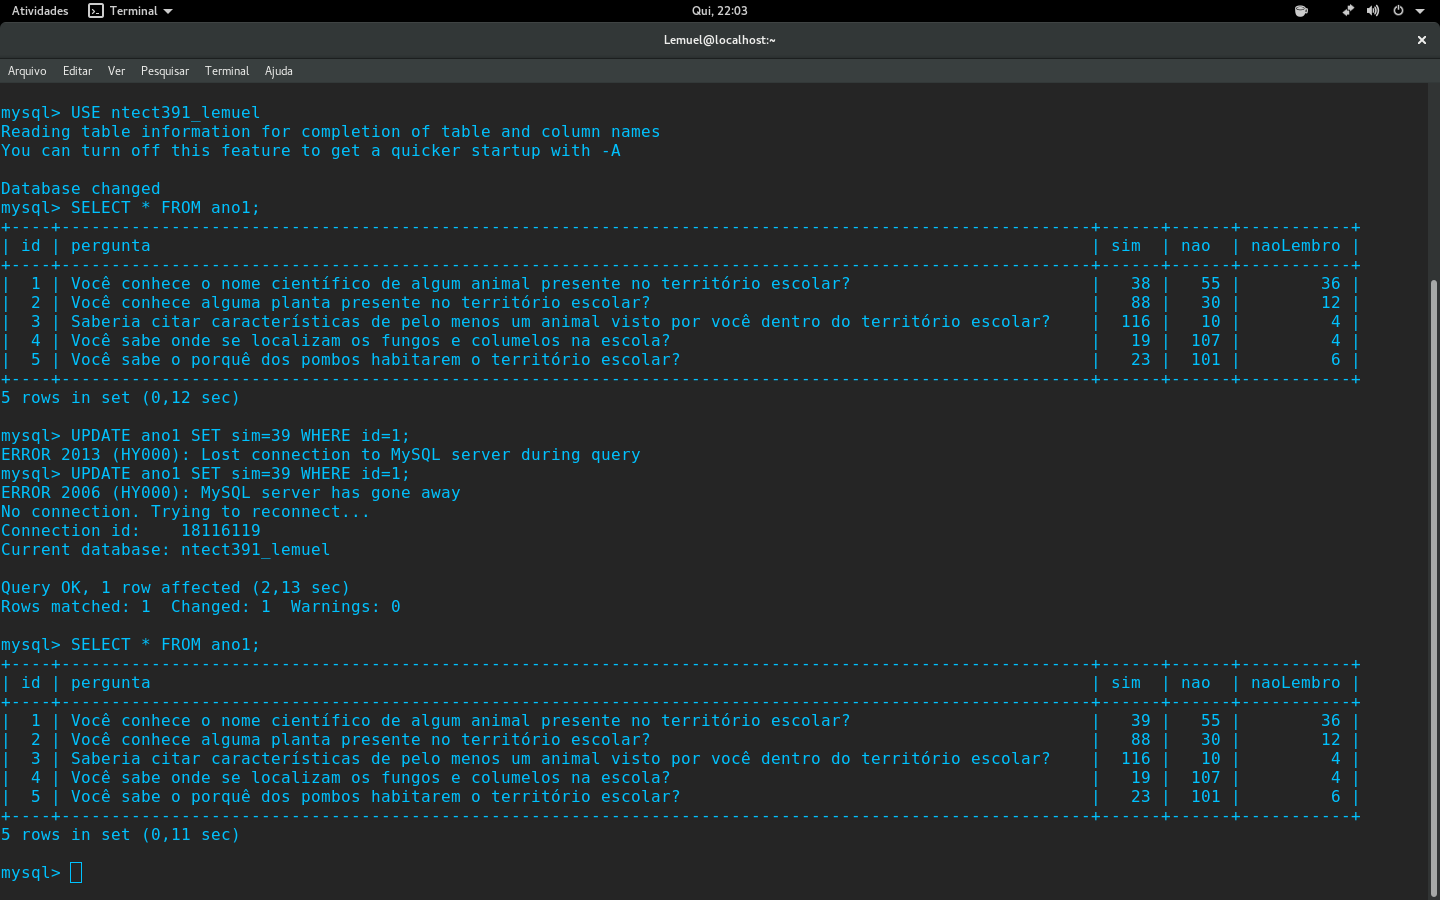 Atividades Terminal Qui, 22:03
Lemuel@localhost:~
Arquivo Editar Ver Pesquisar Terminal Ajuda
mysql> USE ntect391_lemuel
Reading table information for completion of table and column names
You can turn off this feature to get a quicker startup with -A
Database changed
mysql> SELECT * FROM ano1;
+----+-------------------------------------------------------------------------------------------------------+------+------+-----------+
| id | pergunta                                                                                              | sim  | nao  | naoLembro |
+----+-------------------------------------------------------------------------------------------------------+------+------+-----------+
|  1 | Você conhece o nome científico de algum animal presente no território escolar?                        |   38 |   55 |        36 |
|  2 | Você conhece alguma planta presente no território escolar?                                            |   88 |   30 |        12 |
|  3 | Saberia citar características de pelo menos um animal visto por você dentro do território escolar?    |  116 |   10 |         4 |
|  4 | Você sabe onde se localizam os fungos e columelos na escola?                                          |   19 |  107 |         4 |
|  5 | Você sabe o porquê dos pombos habitarem o território escolar?                                         |   23 |  101 |         6 |
+----+-------------------------------------------------------------------------------------------------------+------+------+-----------+
5 rows in set (0,12 sec)
mysql> UPDATE ano1 SET sim=39 WHERE id=1;
ERROR 2013 (HY000): Lost connection to MySQL server during query
mysql> UPDATE ano1 SET sim=39 WHERE id=1;
ERROR 2006 (HY000): MySQL server has gone away
No connection. Trying to reconnect...
Connection id:    18116119
Current database: ntect391_lemuel
Query OK, 1 row affected (2,13 sec)
Rows matched: 1  Changed: 1  Warnings: 0
mysql> SELECT * FROM ano1;
+----+-------------------------------------------------------------------------------------------------------+------+------+-----------+
| id | pergunta                                                                                              | sim  | nao  | naoLembro |
+----+-------------------------------------------------------------------------------------------------------+------+------+-----------+
|  1 | Você conhece o nome científico de algum animal presente no território escolar?                        |   39 |   55 |        36 |
|  2 | Você conhece alguma planta presente no território escolar?                                            |   88 |   30 |        12 |
|  3 | Saberia citar características de pelo menos um animal visto por você dentro do território escolar?    |  116 |   10 |         4 |
|  4 | Você sabe onde se localizam os fungos e columelos na escola?                                          |   19 |  107 |         4 |
|  5 | Você sabe o porquê dos pombos habitarem o território escolar?                                         |   23 |  101 |         6 |
+----+-------------------------------------------------------------------------------------------------------+------+------+-----------+
5 rows in set (0,11 sec)
mysql>